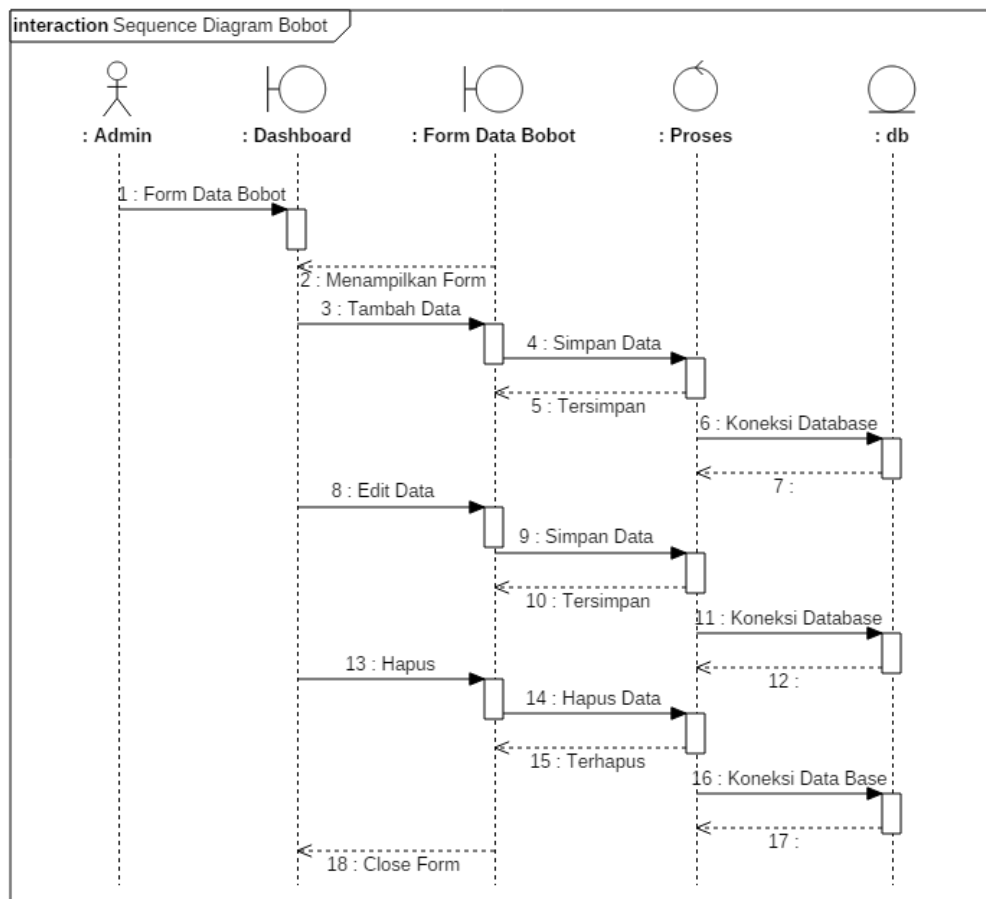 interaction Sequence Diagram Bobot
: Admin
: Dashboard
: Form Data Bobot
: Proses
: db
1 : Form Data Bobot
2 : Menampilkan Form
3 : Tambah Data
4 : Simpan Data
5 : Tersimpan
6 : Koneksi Database
7 :
8 : Edit Data
9 : Simpan Data
10 : Tersimpan
11 : Koneksi Database
12 :
13 : Hapus
14 : Hapus Data
15 : Terhapus
16 : Koneksi Data Base
17 :
18 : Close Form